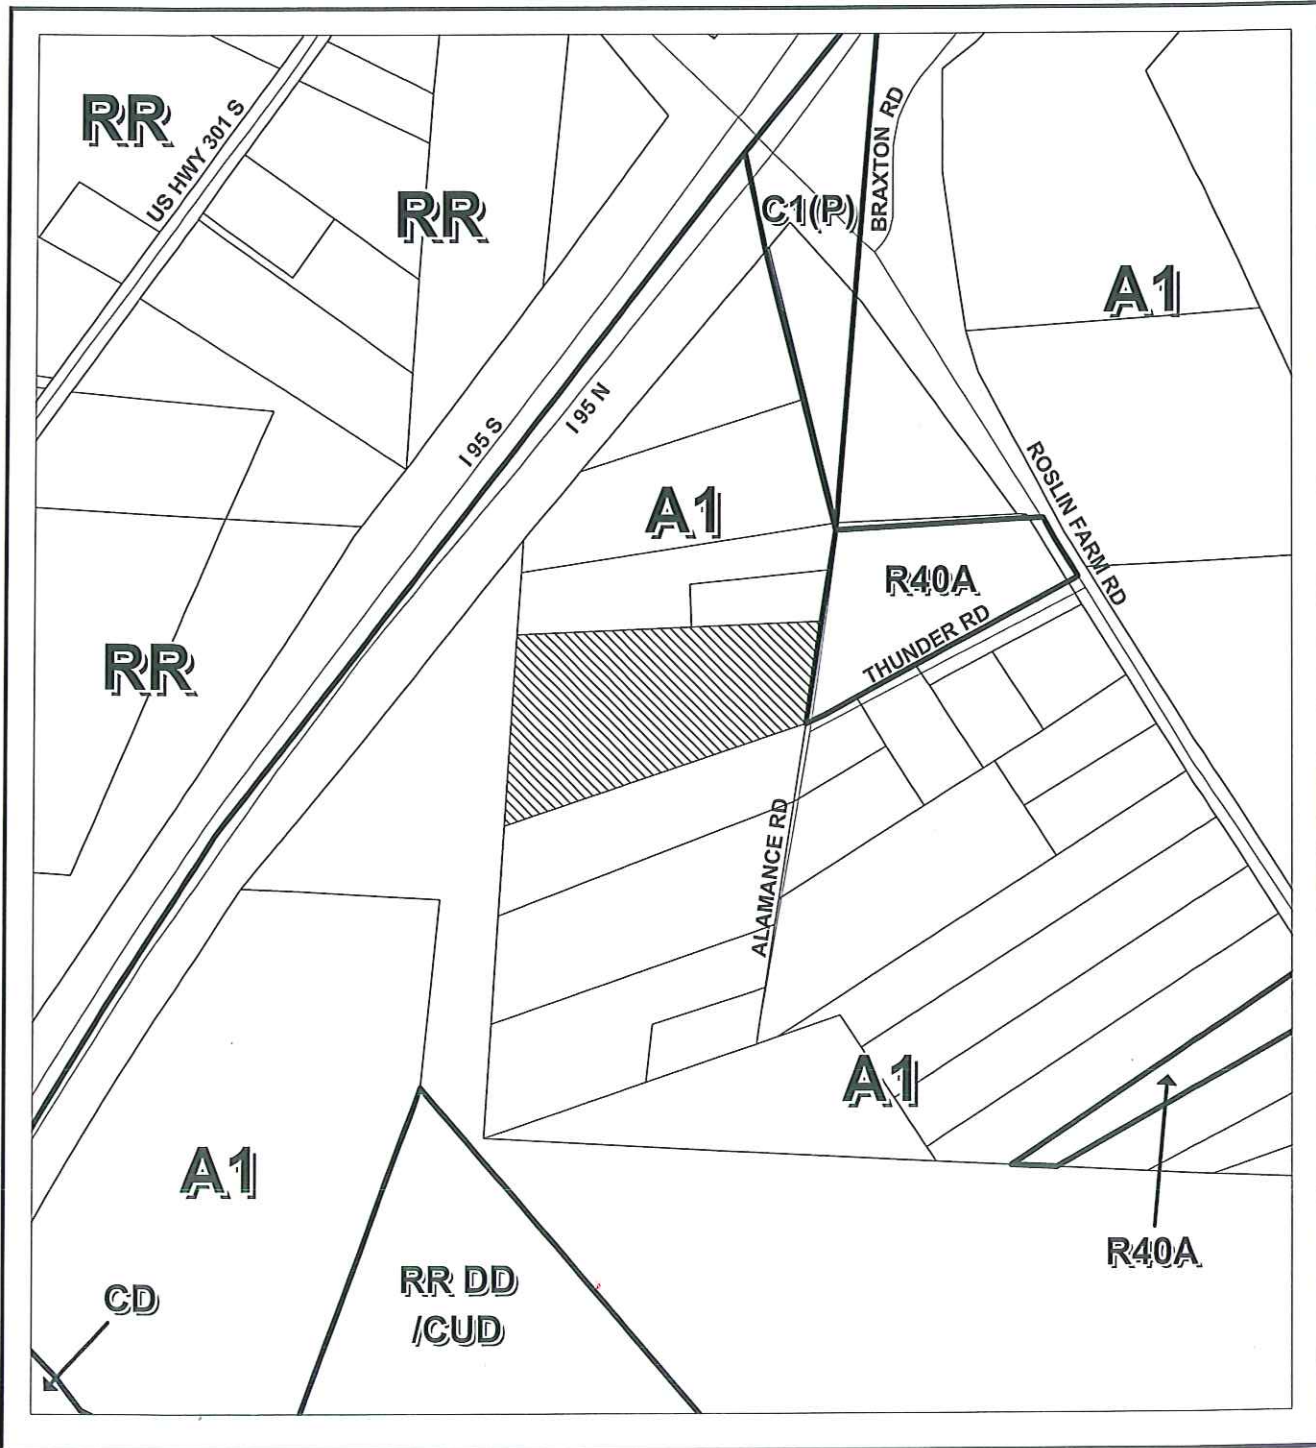 RR
US HWY 301 S
RR
C1(P)
BRAXTON RD
A1
I 95 S
I 95 N
A1
ROSLIN FARM RD
R40A
THUNDER RD
RR
ALAMANCE RD
A1
A1
R40A
RR DD
/CUD
CD